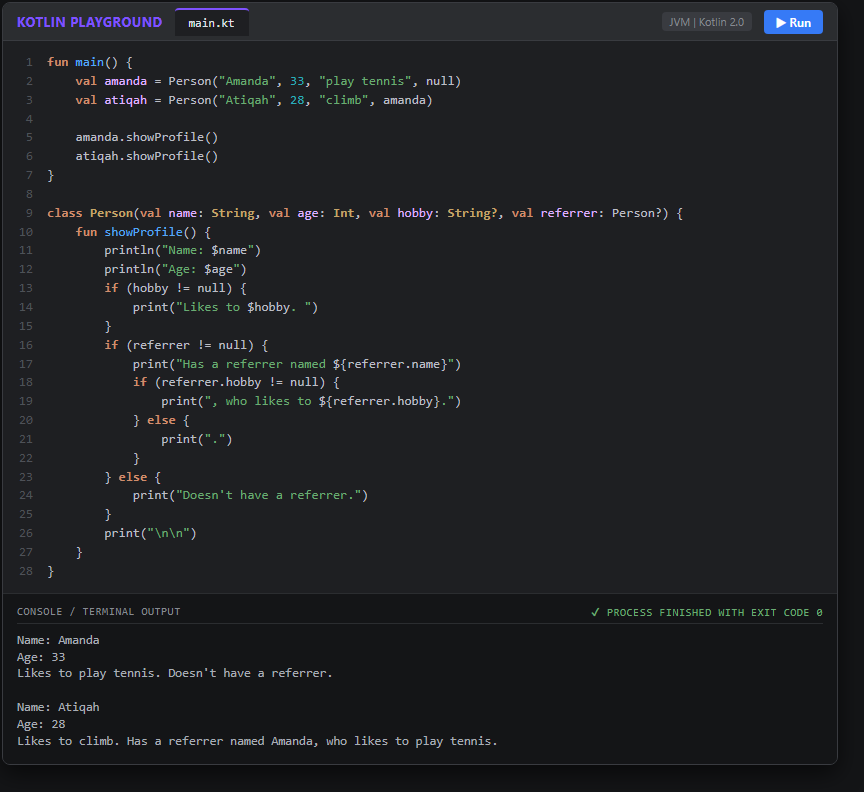 KOTLIN PLAYGROUND main.kt JVM | Kotlin 2.0 ▶ Run
1 fun main() {
2     val amanda = Person("Amanda", 33, "play tennis", null)
3     val atiqah = Person("Atiqah", 28, "climb", amanda)
4
5     amanda.showProfile()
6     atiqah.showProfile()
7 }
8
9 class Person(val name: String, val age: Int, val hobby: String?, val referrer: Person?) {
10     fun showProfile() {
11         println("Name: $name")
12         println("Age: $age")
13         if (hobby != null) {
14             print("Likes to $hobby. ")
15         }
16         if (referrer != null) {
17             print("Has a referrer named ${referrer.name}")
18             if (referrer.hobby != null) {
19                 print(", who likes to ${referrer.hobby}.")
20             } else {
21                 print(".")
22             }
23         } else {
24             print("Doesn't have a referrer.")
25         }
26         print("\n\n")
27     }
28 }
CONSOLE / TERMINAL OUTPUT ✓ PROCESS FINISHED WITH EXIT CODE 0
Name: Amanda
Age: 33
Likes to play tennis. Doesn't have a referrer.

Name: Atiqah
Age: 28
Likes to climb. Has a referrer named Amanda, who likes to play tennis.